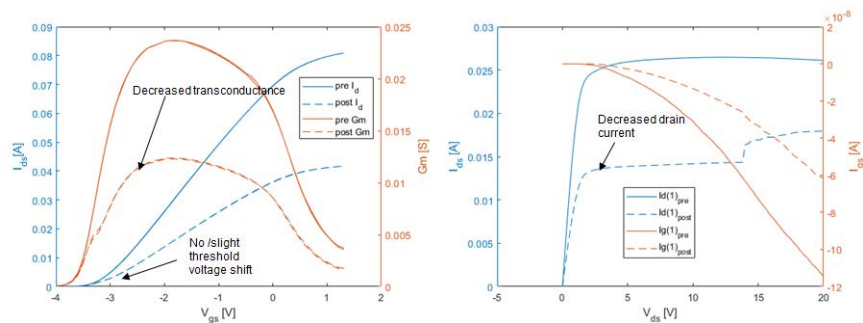 0.09
0.08
0.07
0.06
0.05
0.04
0.03
0.02
0.01
0
I_ds[A]
-4
-3
-2
-1
0
1
2
V_gs [V]
0.025
0.02
0.015
0.01
0.005
0
Gm [S]
Decreased transconductance
pre I_d
post I_d
pre Gm
post Gm
No /slight
threshold
voltage shift
0.03
0.025
0.02
0.015
0.01
0.005
0
I_ds [A]
-5
0
5
10
15
20
V_ds [V]
×10^-8
2
0
-2
-4
-6
-8
-10
-12
I_gs [A]
Decreased drain
current
Id(1)_pre
Id(1)_post
Ig(1)_pre
Ig(1)_post